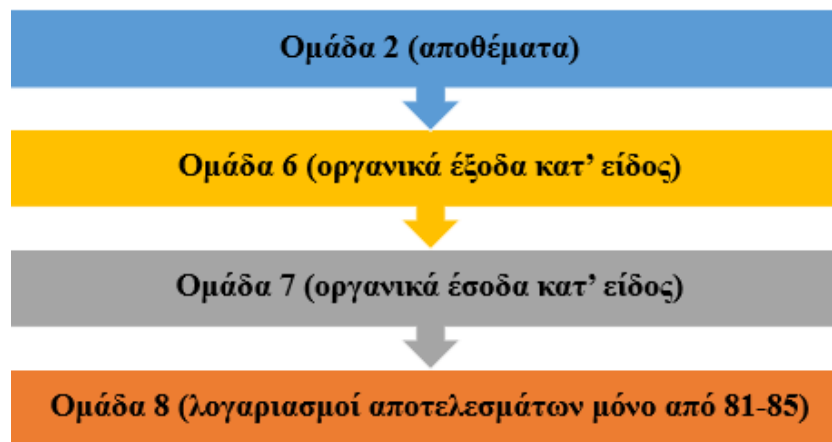 Ομάδα 2 (αποθέματα)
Ομάδα 6 (οργανικά έξοδα κατ’ είδος)
Ομάδα 7 (οργανικά έσοδα κατ’ είδος)
Ομάδα 8 (λογαριασμοί αποτελεσμάτων μόνο από 81-85)